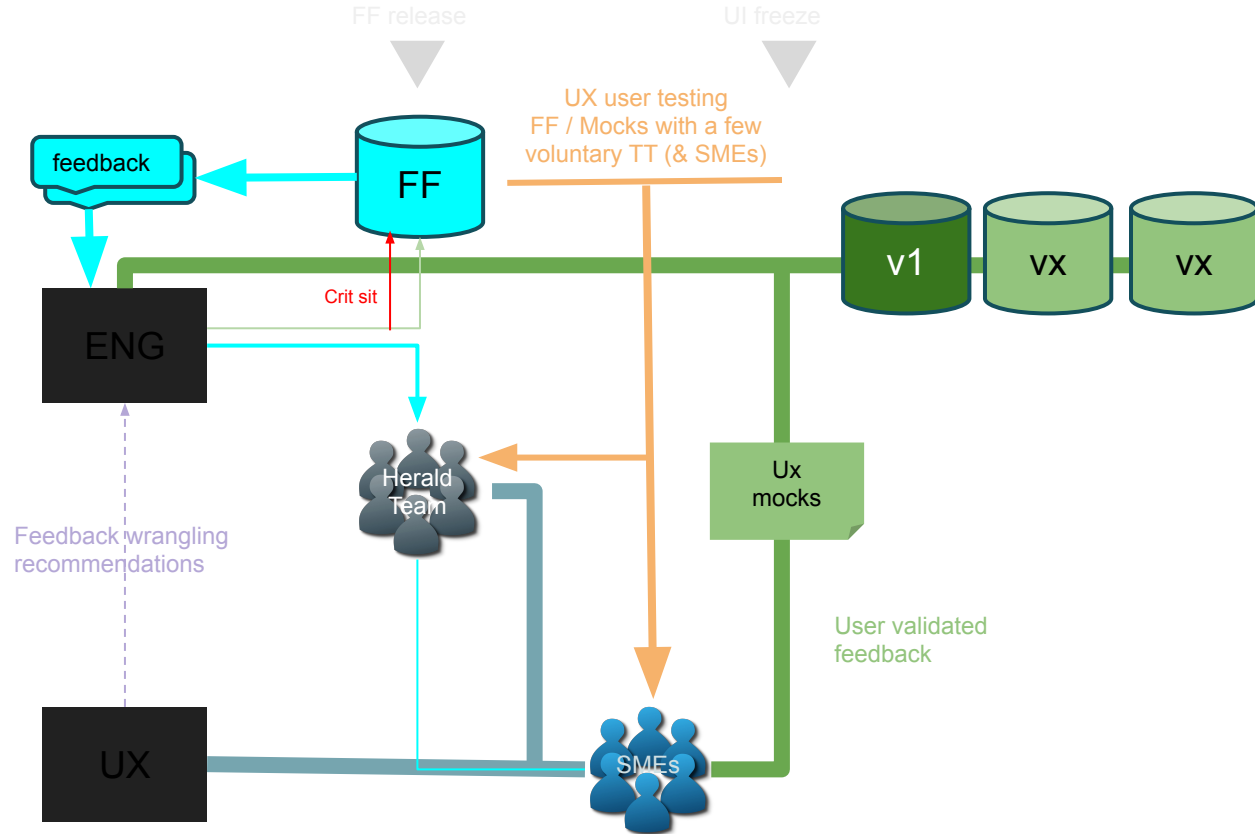 FF release
UI freeze
UX user testing
FF / Mocks with a few
voluntary TT (& SMEs)
feedback
FF
v1
vx
vx
Crit sit
ENG
Herald
Team
Ux
mocks
Feedback wrangling
recommendations
User validated
feedback
UX
SMEs